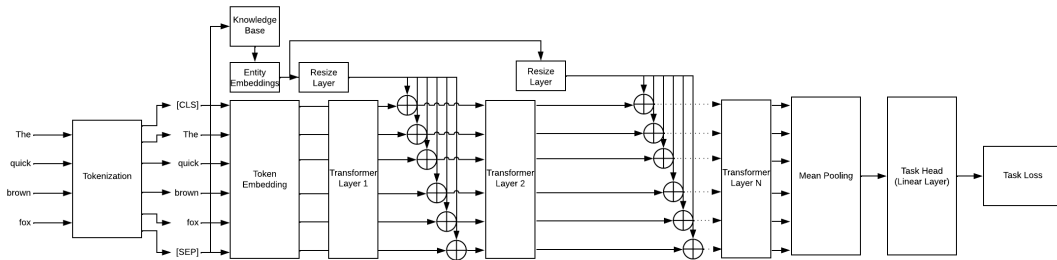 Knowledge
Base
Entity
Embeddings
Resize
Layer
Resize
Layer
The
quick
brown
fox
Tokenization
[CLS]
The
quick
brown
fox
[SEP]
Token
Embedding
Transformer
Layer 1
Transformer
Layer 2
Transformer
Layer N
Mean Pooling
Task Head
(Linear Layer)
Task Loss